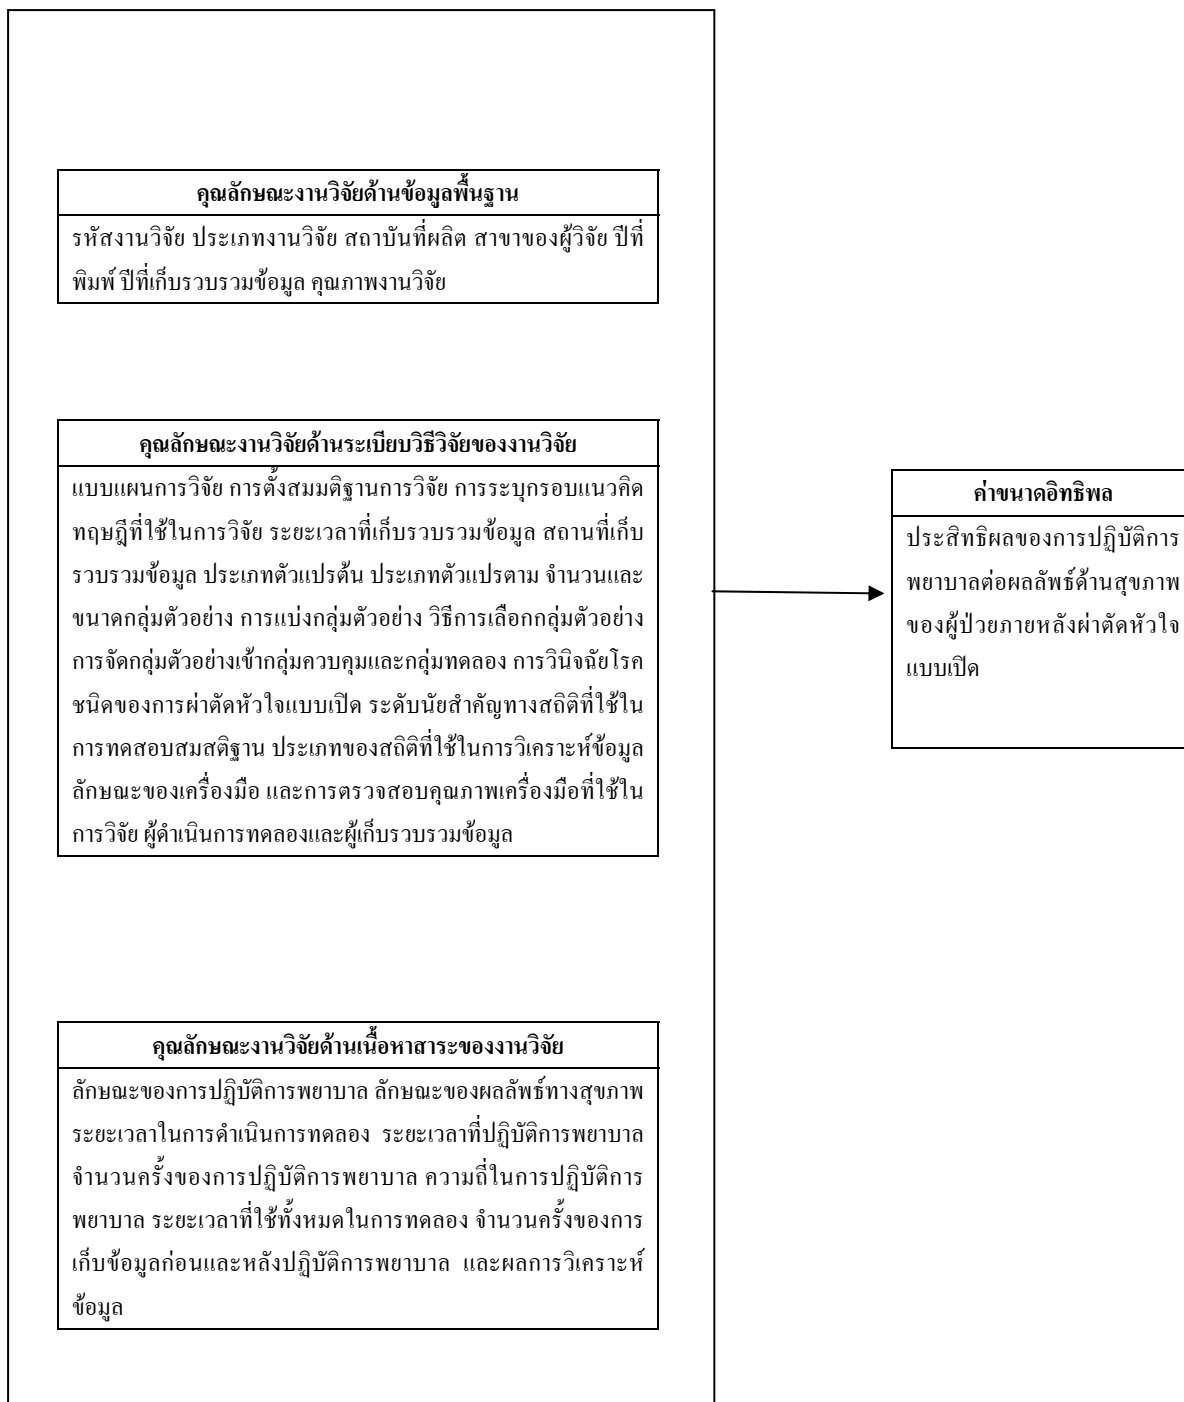 คุณลักษณะงานวิจัยด้านข้อมูลพื้นฐาน
รหัสงานวิจัย ประเภทงานวิจัย สถาบันที่ผลิต สาขาของผู้วิจัย ปีที่
พิมพ์ ปีที่เก็บรวบรวมข้อมูล คุณภาพงานวิจัย
คุณลักษณะงานวิจัยด้านระเบียบวิธีวิจัยของงานวิจัย
แบบแผนการวิจัย การตั้งสมมติฐานการวิจัย การระบุกรอบแนวคิด
ทฤษฎีที่ใช้ในการวิจัย ระยะเวลาที่เก็บรวบรวมข้อมูล สถานที่เก็บ
รวบรวมข้อมูล ประเภทตัวแปรต้น ประเภทตัวแปรตาม จำนวนและ
ขนาดกลุ่มตัวอย่าง การแบ่งกลุ่มตัวอย่าง วิธีการเลือกกลุ่มตัวอย่าง
การจัดกลุ่มตัวอย่างเข้ากลุ่มควบคุมและกลุ่มทดลอง การวินิจฉัยโรค
ชนิดของการผ่าตัดหัวใจแบบเปิด ระดับนัยสำคัญทางสถิติที่ใช้ใน
การทดสอบสมสติฐาน ประเภทของสถิติที่ใช้ในการวิเคราะห์ข้อมูล
ลักษณะของเครื่องมือ และการตรวจสอบคุณภาพเครื่องมือที่ใช้ใน
การวิจัย ผู้ดำเนินการทดลองและผู้เก็บรวบรวมข้อมูล
ค่าขนาดอิทธิพล
ประสิทธิผลของการปฏิบัติการ
พยาบาลต่อผลลัพธ์ด้านสุขภาพ
ของผู้ป่วยภายหลังผ่าตัดหัวใจ
แบบเปิด
คุณลักษณะงานวิจัยด้านเนื้อหาสาระของงานวิจัย
ลักษณะของการปฏิบัติการพยาบาล ลักษณะของผลลัพธ์ทางสุขภาพ
ระยะเวลาในการดำเนินการทดลอง ระยะเวลาที่ปฏิบัติการพยาบาล
จำนวนครั้งของการปฏิบัติการพยาบาล ความถี่ในการปฏิบัติการ
พยาบาล ระยะเวลาที่ใช้ทั้งหมดในการทดลอง จำนวนครั้งของการ
เก็บข้อมูลก่อนและหลังปฏิบัติการพยาบาล และผลการวิเคราะห์
ข้อมูล